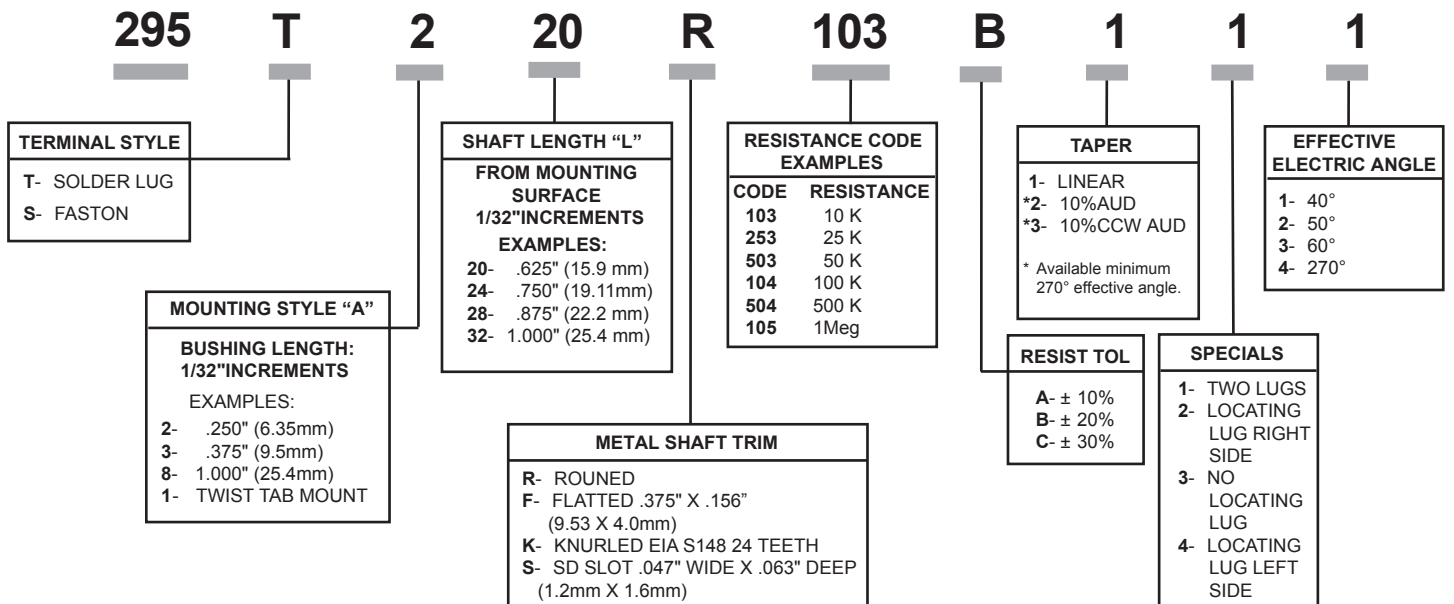 295 T 2 20 R 103 B 1 1 1
TERMINAL STYLE
T- SOLDER LUG
S- FASTON
MOUNTING STYLE “A”
BUSHING LENGTH:
1/32"INCREMENTS
EXAMPLES:
2- .250" (6.35mm)
3- .375" (9.5mm)
8- 1.000" (25.4mm)
1- TWIST TAB MOUNT
SHAFT LENGTH “L”
FROM MOUNTING
SURFACE
1/32"INCREMENTS
EXAMPLES:
20- .625" (15.9 mm)
24- .750" (19.11mm)
28- .875" (22.2 mm)
32- 1.000" (25.4 mm)
METAL SHAFT TRIM
R- ROUNED
F- FLATTED .375" X .156”
(9.53 X 4.0mm)
K- KNURLED EIA S148 24 TEETH
S- SD SLOT .047" WIDE X .063" DEEP
(1.2mm X 1.6mm)
RESISTANCE CODE
EXAMPLES
CODE RESISTANCE
103 10 K
253 25 K
503 50 K
104 100 K
504 500 K
105 1Meg
RESIST TOL
A- ± 10%
B- ± 20%
C- ± 30%
TAPER
1- LINEAR
*2- 10%AUD
*3- 10%CCW AUD
* Available minimum
270° effective angle.
SPECIALS
1- TWO LUGS
2- LOCATING
LUG RIGHT
SIDE
3- NO
LOCATING
LUG
4- LOCATING
LUG LEFT
SIDE
EFFECTIVE
ELECTRIC ANGLE
1- 40°
2- 50°
3- 60°
4- 270°